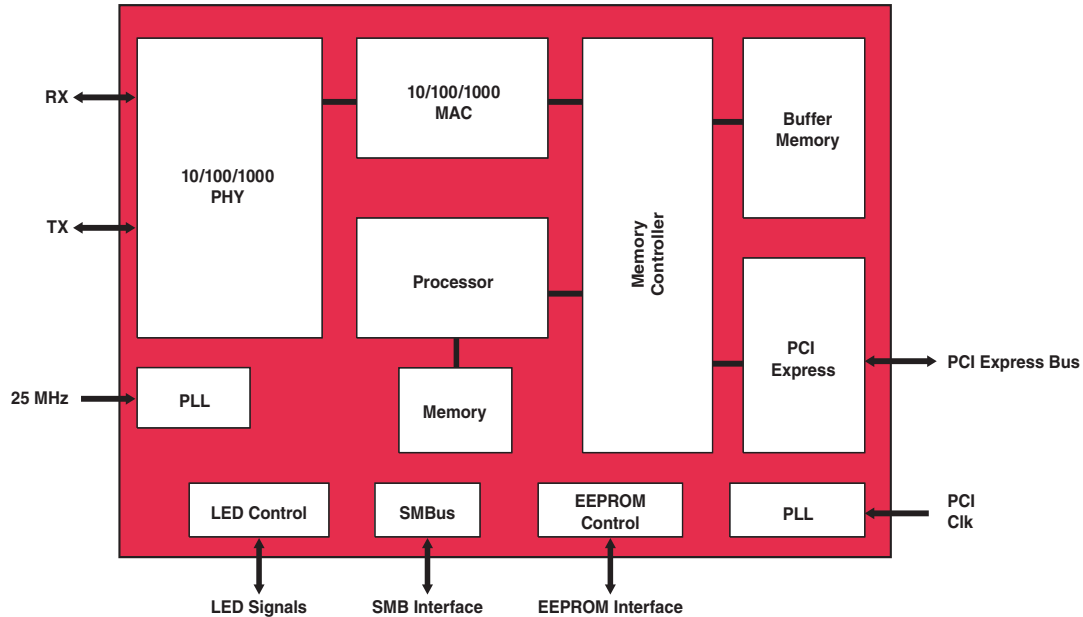 RX
TX
25 MHz
10/100/1000
PHY
10/100/1000
MAC
Processor
Memory
PLL
Memory
Controller
Buffer
Memory
PCI
Express
PCI Express Bus
LED Control
SMBus
EEPROM
Control
PLL
PCI
Clk
LED Signals
SMB Interface
EEPROM Interface